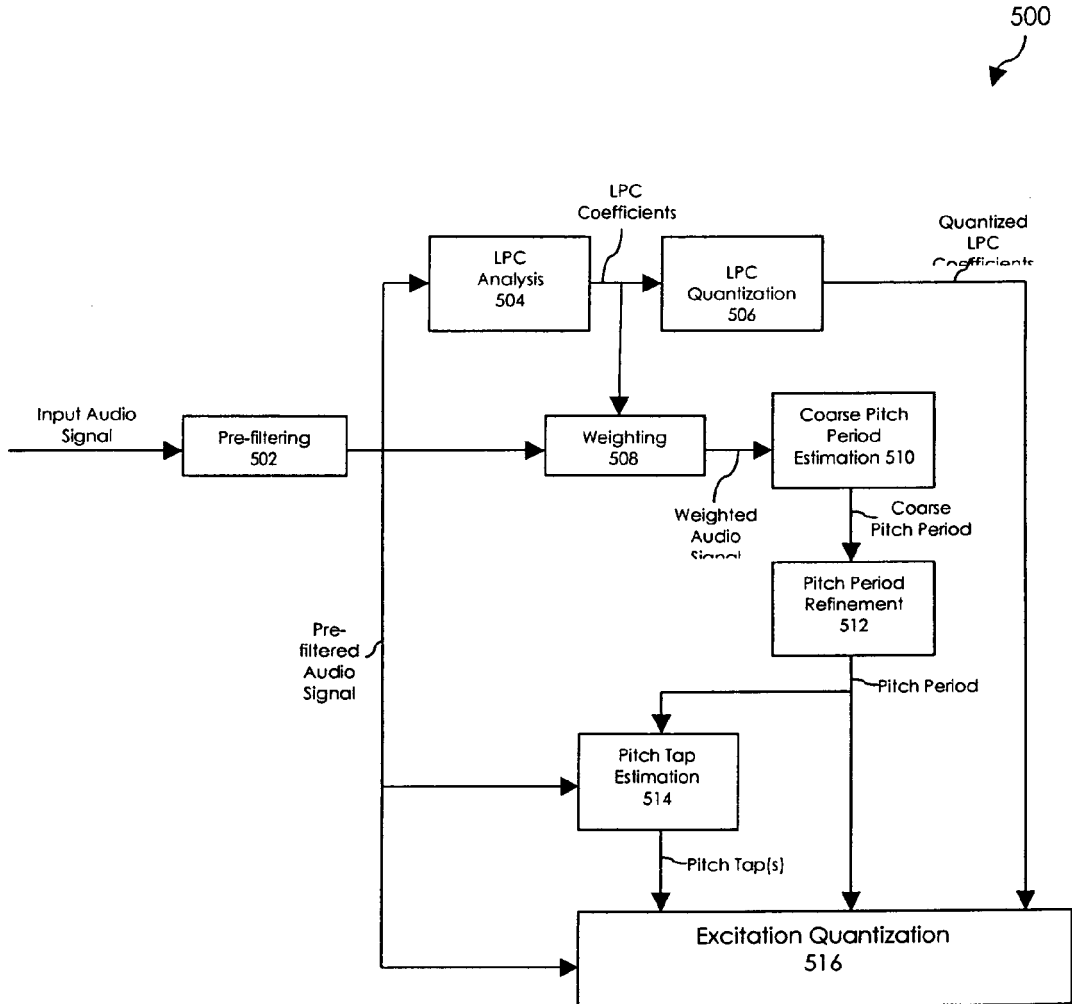 500
LPC
Coefficients
Quantized
LPC
Coefficients
LPC
Analysis
504
LPC
Quantization
506
Input Audio
Signal
Pre-filtering
502
Weighting
508
Coarse Pitch
Period
Estimation 510
Weighted
Audio
Signal
Coarse
Pitch Period
Pitch Period
Refinement
512
Pre-
filtered
Audio
Signal
Pitch Period
Pitch Tap
Estimation
514
Pitch Tap(s)
Excitation Quantization
516